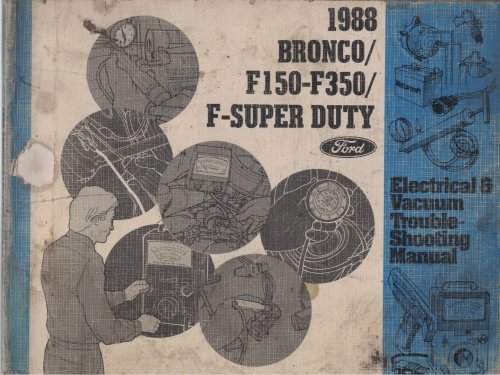 1988
BRONCO/
F150-F350/
F-SUPER DUTY
Ford
Electrical &
Vacuum
Trouble-
Shooting
Manual